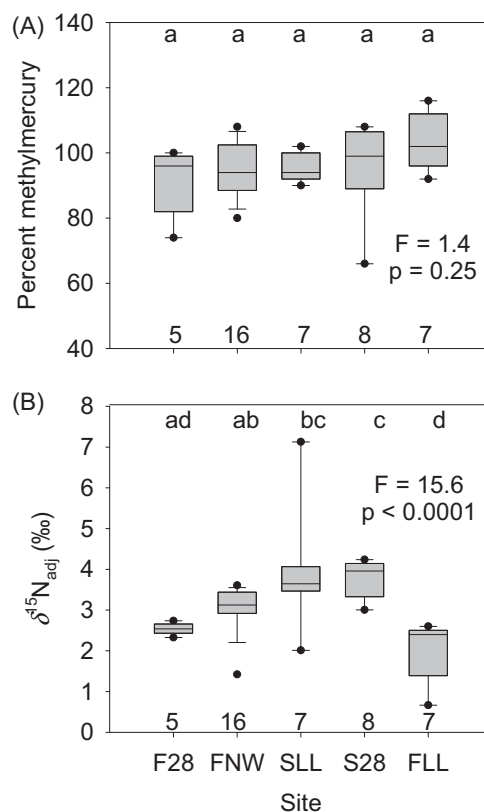 (A)
140
120
100
80
60
40
Percent methylmercury
a a a a a
F = 1.4
p = 0.25
5 16 7 8 7
(B)
8
7
6
5
4
3
2
1
0
δ15Nadj (‰)
ad ab bc c d
F = 15.6
p < 0.0001
5 16 7 8 7
F28 FNW SLL S28 FLL
Site